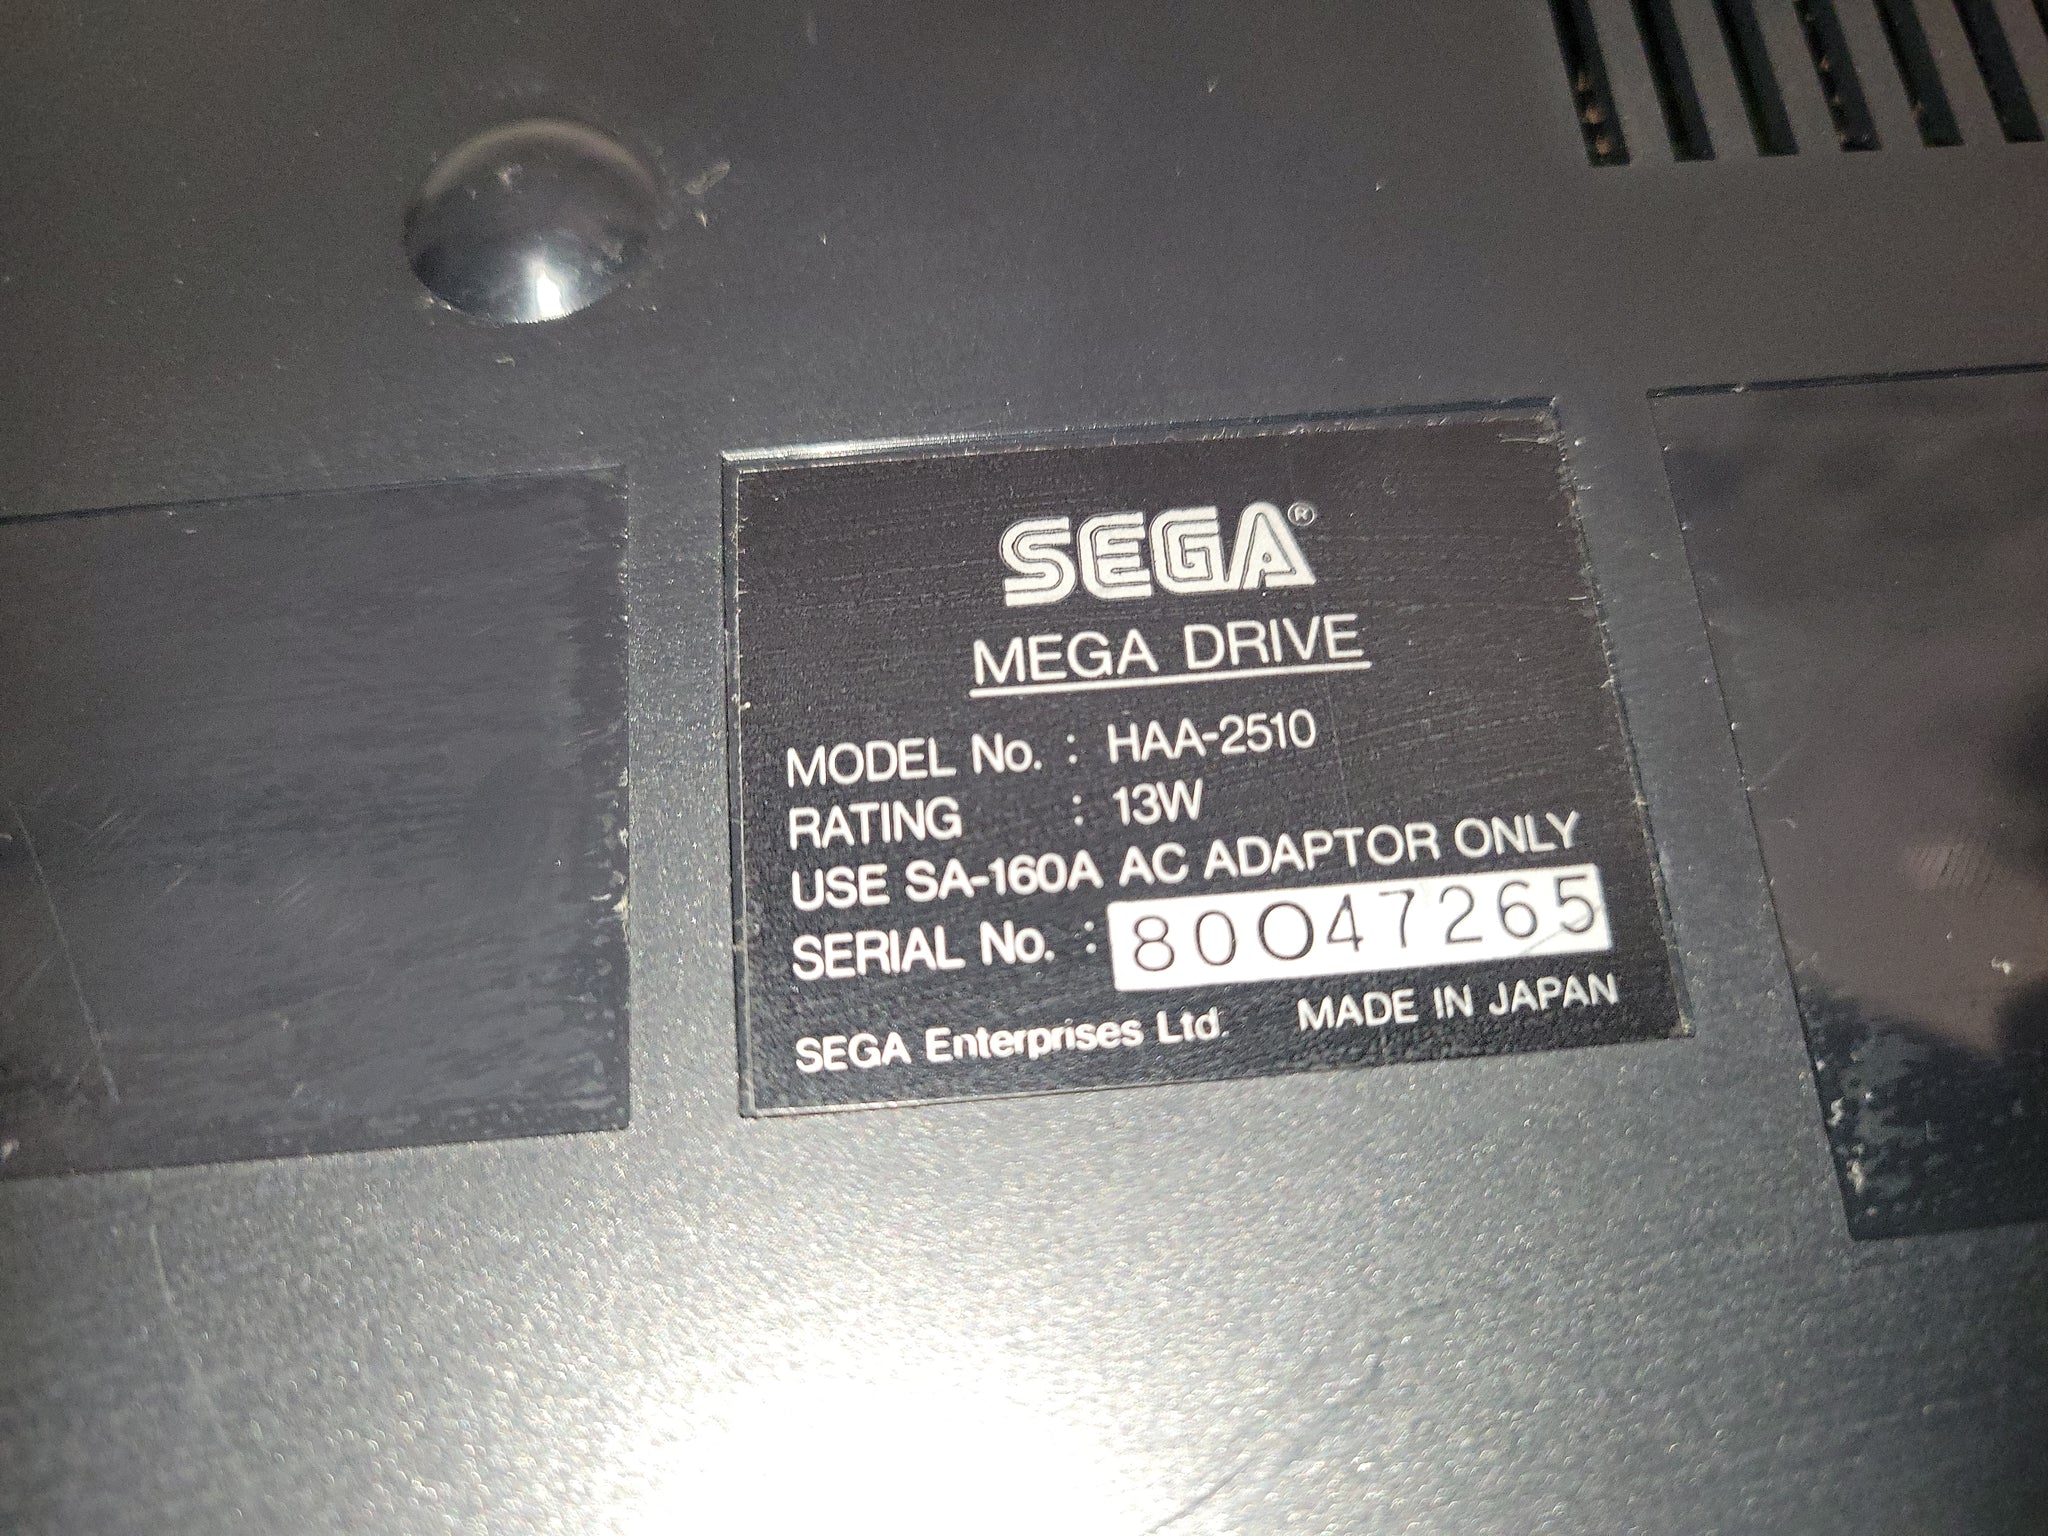 SEGA®
MEGA DRIVE
MODEL No. : HAA-2510
RATING : 13W
USE SA-160A AC ADAPTOR ONLY
SERIAL No. : 80047265
SEGA Enterprises Ltd. MADE IN JAPAN